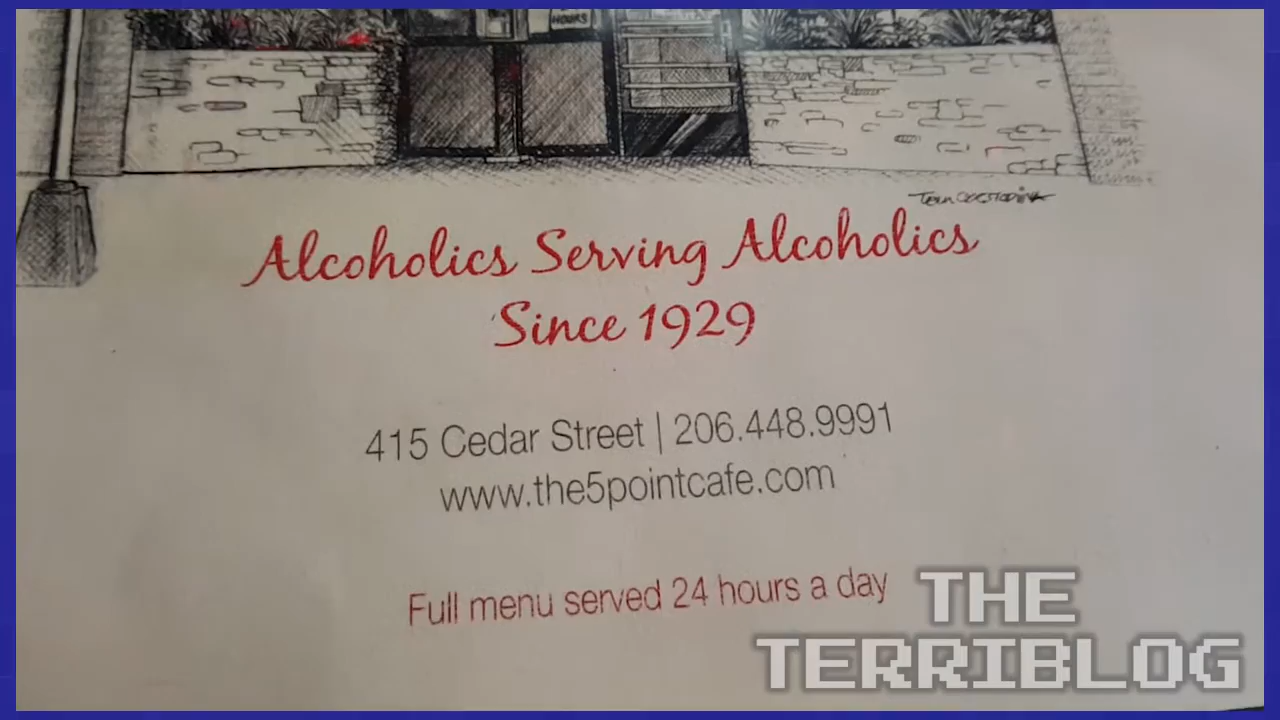 HOURS
Alcoholics Serving Alcoholics
Since 1929
415 Cedar Street | 206.448.9991
www.the5pointcafe.com
Full menu served 24 hours a day
THE
TERRIBLOG